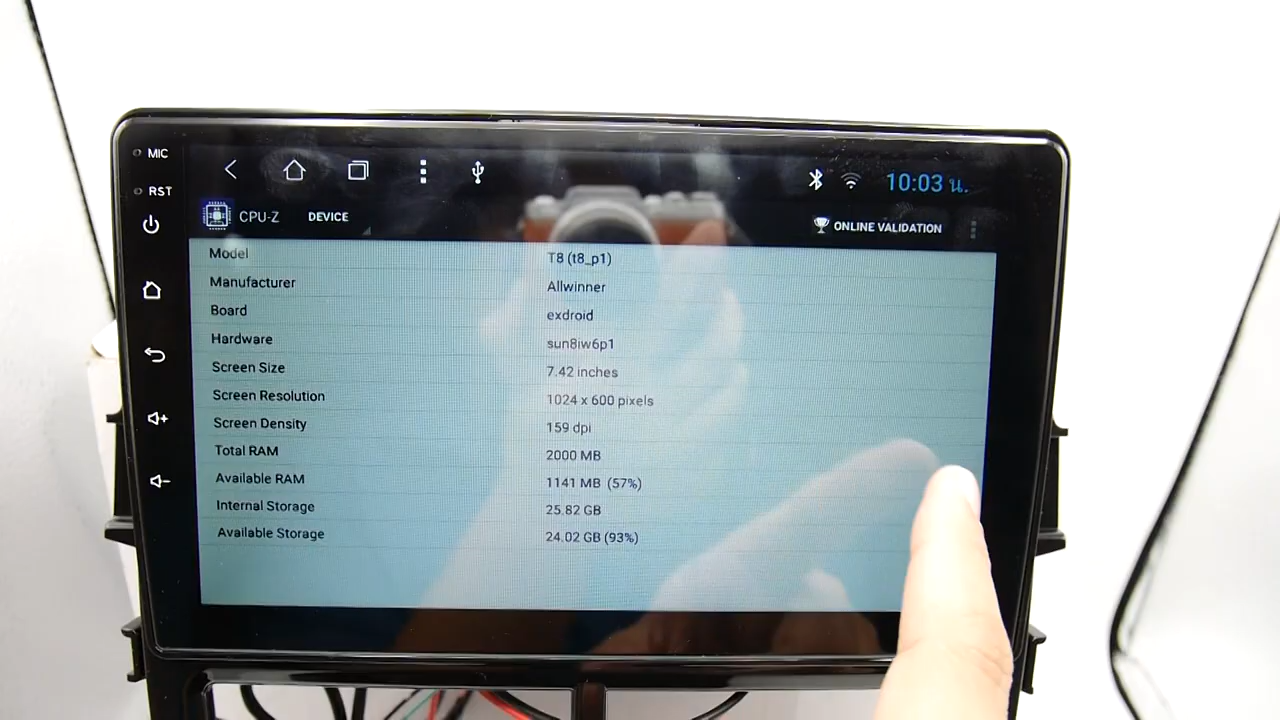 MIC
RST
10:03 น.
CPU-Z DEVICE ONLINE VALIDATION
Model T8 (t8_p1)
Manufacturer Allwinner
Board exdroid
Hardware sun8iw6p1
Screen Size 7.42 inches
Screen Resolution 1024 x 600 pixels
Screen Density 159 dpi
Total RAM 2000 MB
Available RAM 1141 MB (57%)
Internal Storage 25.82 GB
Available Storage 24.02 GB (93%)